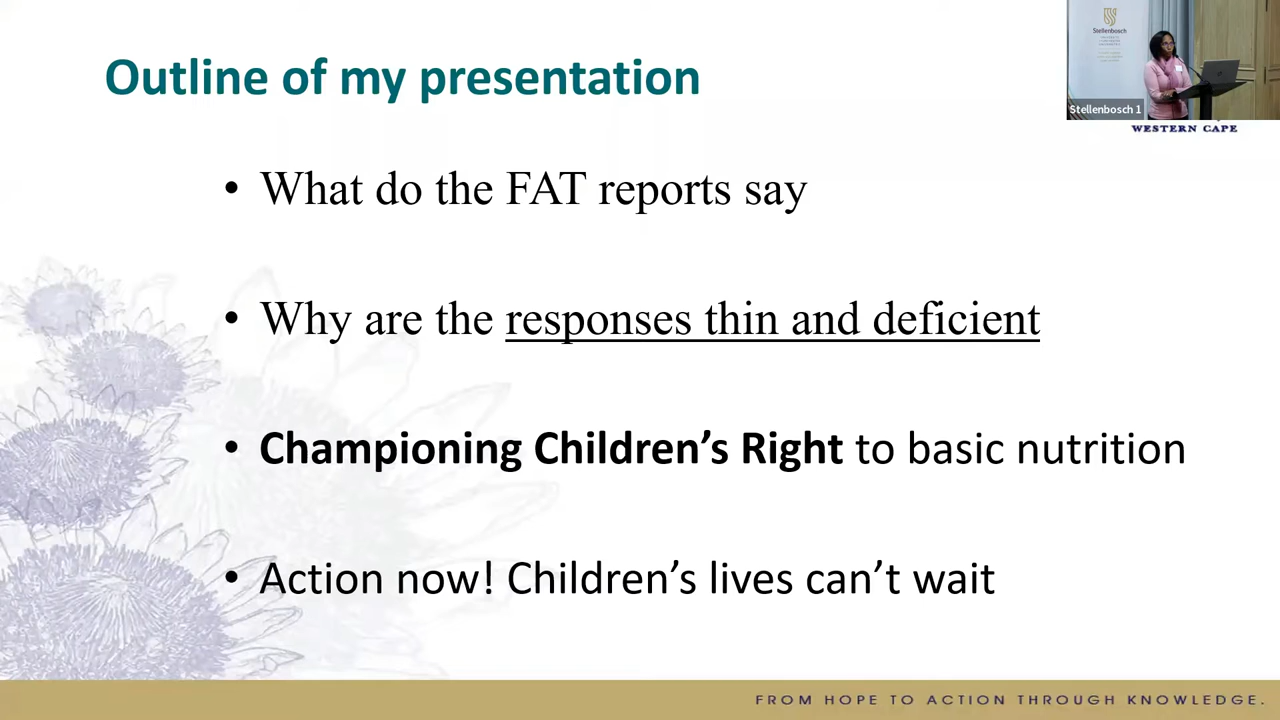 Outline of my presentation
Stellenbosch
Stellenbosch 1
WESTERN CAPE
• What do the FAT reports say
• Why are the responses thin and deficient
• Championing Children’s Right to basic nutrition
• Action now! Children’s lives can’t wait
FROM HOPE TO ACTION THROUGH KNOWLEDGE.